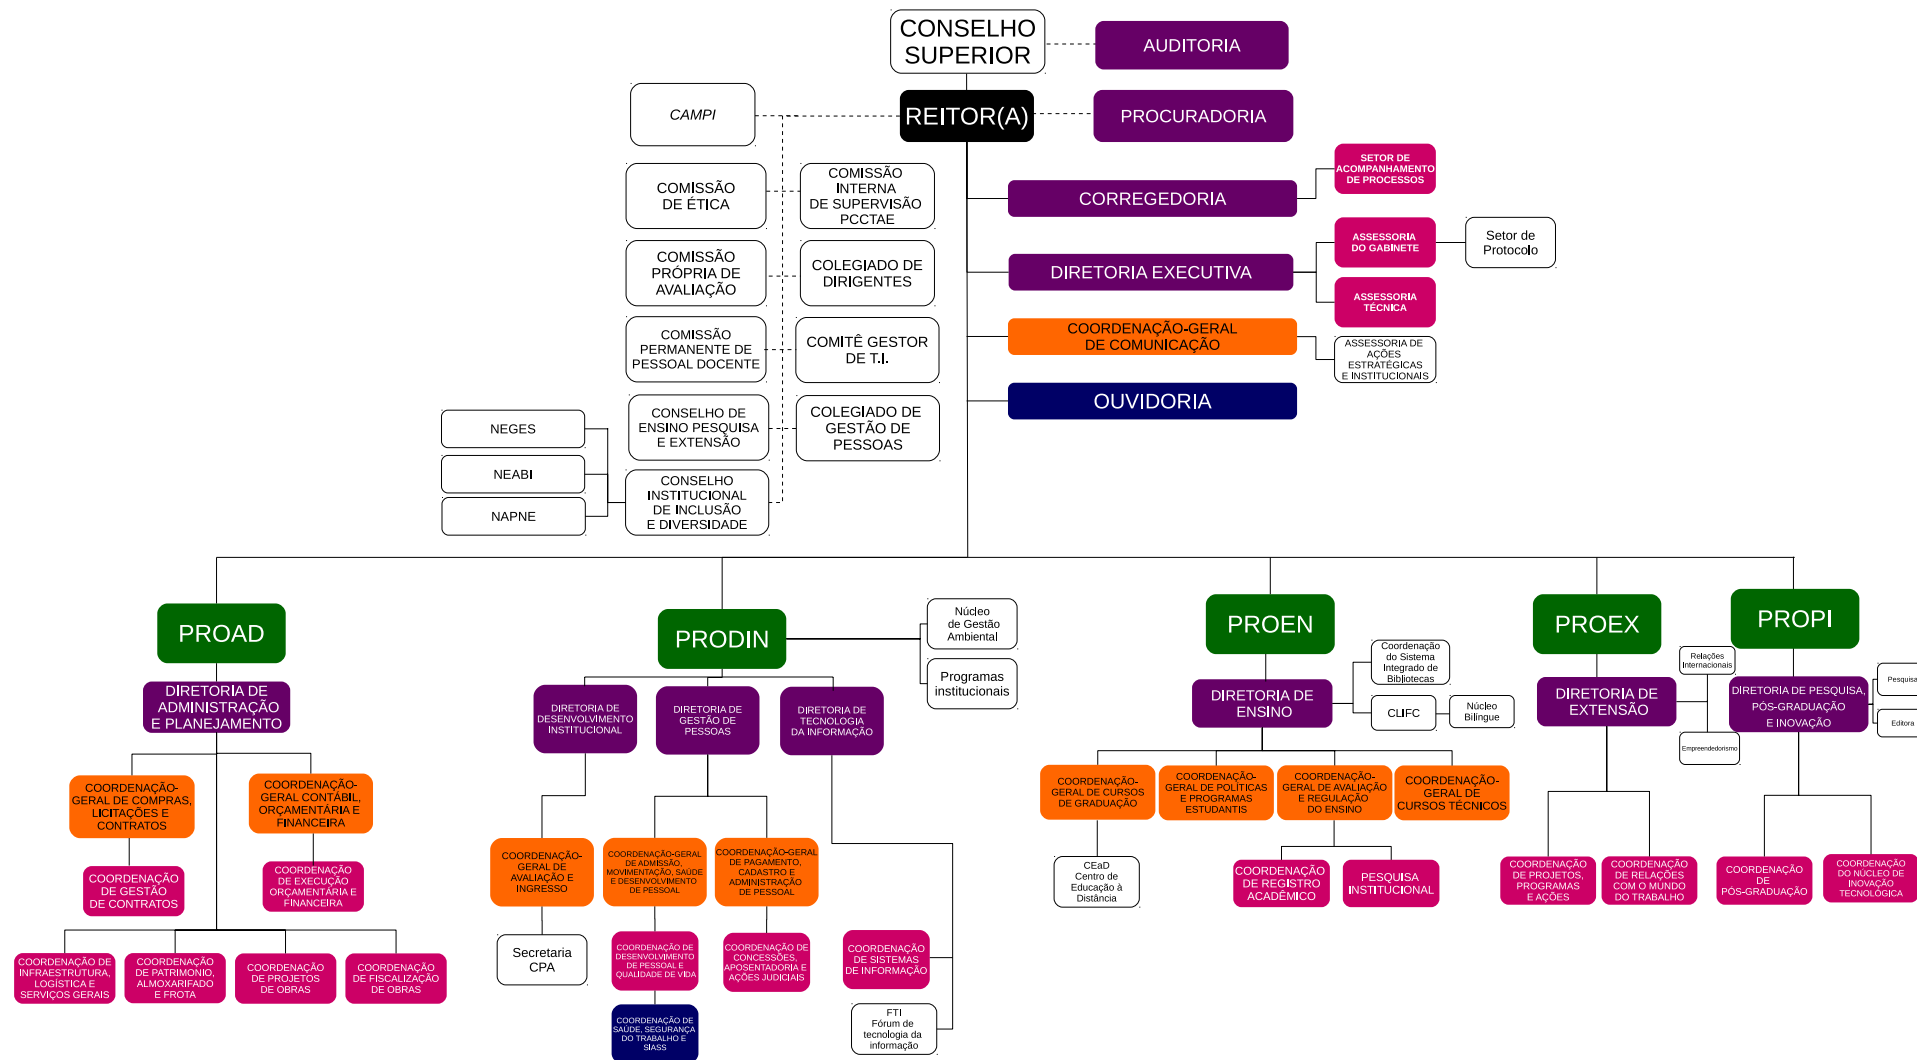 CONSELHO
SUPERIOR
AUDITORIA
CAMPI
REITOR(A)
PROCURADORIA
SETOR DE
ACOMPANHAMENTO
DE PROCESSOS
COMISSÃO
DE ÉTICA
COMISSÃO
INTERNA
DE SUPERVISÃO
PCCTAE
CORREGEDORIA
ASSESSORIA
DO GABINETE
Setor de
Protocolo
COMISSÃO
PRÓPRIA DE
AVALIAÇÃO
COLEGIADO DE
DIRIGENTES
DIRETORIA EXECUTIVA
ASSESSORIA
TÉCNICA
COMISSÃO
PERMANENTE DE
PESSOAL DOCENTE
COMITÊ GESTOR
DE T.I.
COORDENAÇÃO-GERAL
DE COMUNICAÇÃO
ASSESSORIA DE
AÇÕES
ESTRATÉGICAS
E INSTITUCIONAIS
OUVIDORIA
NEGES
CONSELHO DE
ENSINO PESQUISA
E EXTENSÃO
COLEGIADO DE
GESTÃO DE
PESSOAS
NEABI
NAPNE
CONSELHO
INSTITUCIONAL
DE INCLUSÃO
E DIVERSIDADE
PROAD
PRODIN
Núcleo
de Gestão
Ambiental
Programas
institucionais
PROEN
Coordenação
do Sistema
Integrado de
Bibliotecas
PROEX
Relações
Internacionais
PROPI
DIRETORIA DE
ADMINISTRAÇÃO
E PLANEJAMENTO
DIRETORIA DE
DESENVOLVIMENTO
INSTITUCIONAL
DIRETORIA DE
GESTÃO DE
PESSOAS
DIRETORIA DE
TECNOLOGIA
DA INFORMAÇÃO
DIRETORIA DE
ENSINO
CLIFC
Núcleo
Bilíngue
DIRETORIA DE
EXTENSÃO
Empreendedorismo
DIRETORIA DE PESQUISA,
PÓS-GRADUAÇÃO
E INOVAÇÃO
Pesquisa
Editora
COORDENAÇÃO-
GERAL DE COMPRAS,
LICITAÇÕES E
CONTRATOS
COORDENAÇÃO-
GERAL CONTÁBIL,
ORÇAMENTÁRIA E
FINANCEIRA
COORDENAÇÃO-
GERAL DE CURSOS
DE GRADUAÇÃO
COORDENAÇÃO-
GERAL DE POLÍTICAS
E PROGRAMAS
ESTUDANTIS
COORDENAÇÃO-
GERAL DE AVALIAÇÃO
E REGULAÇÃO
DO ENSINO
COORDENAÇÃO-
GERAL DE
CURSOS TÉCNICOS
COORDENAÇÃO
DE GESTÃO
DE CONTRATOS
COORDENAÇÃO
DE EXECUÇÃO
ORÇAMENTÁRIA E
FINANCEIRA
COORDENAÇÃO-
GERAL DE
AVALIAÇÃO E
INGRESSO
COORDENAÇÃO-GERAL
DE ADMISSÃO,
MOVIMENTAÇÃO, SAÚDE
E DESENVOLVIMENTO
DE PESSOAL
COORDENAÇÃO-GERAL
DE PAGAMENTO,
CADASTRO E
ADMINISTRAÇÃO
DE PESSOAL
CEaD
Centro de
Educação à
Distância
COORDENAÇÃO
DE REGISTRO
ACADÊMICO
PESQUISA
INSTITUCIONAL
COORDENAÇÃO
DE PROJETOS,
PROGRAMAS
E AÇÕES
COORDENAÇÃO
DE RELAÇÕES
COM O MUNDO
DO TRABALHO
COORDENAÇÃO
DE
PÓS-GRADUAÇÃO
COORDENAÇÃO
DO NÚCLEO DE
INOVAÇÃO
TECNOLÓGICA
COORDENAÇÃO DE
INFRAESTRUTURA,
LOGÍSTICA E
SERVIÇOS GERAIS
COORDENAÇÃO
DE PATRIMONIO,
ALMOXARIFADO
E FROTA
COORDENAÇÃO
DE PROJETOS
DE OBRAS
COORDENAÇÃO
DE FISCALIZAÇÃO
DE OBRAS
Secretaria
CPA
COORDENAÇÃO DE
DESENVOLVIMENTO
DE PESSOAL E
QUALIDADE DE VIDA
COORDENAÇÃO DE
CONCESSÕES,
APOSENTADORIA E
AÇÕES JUDICIAIS
COORDENAÇÃO
DE SISTEMAS
DE INFORMAÇÃO
COORDENAÇÃO DE
SAÚDE, SEGURANÇA
DO TRABALHO E
SIASS
FTI
Fórum de
tecnologia da
informação